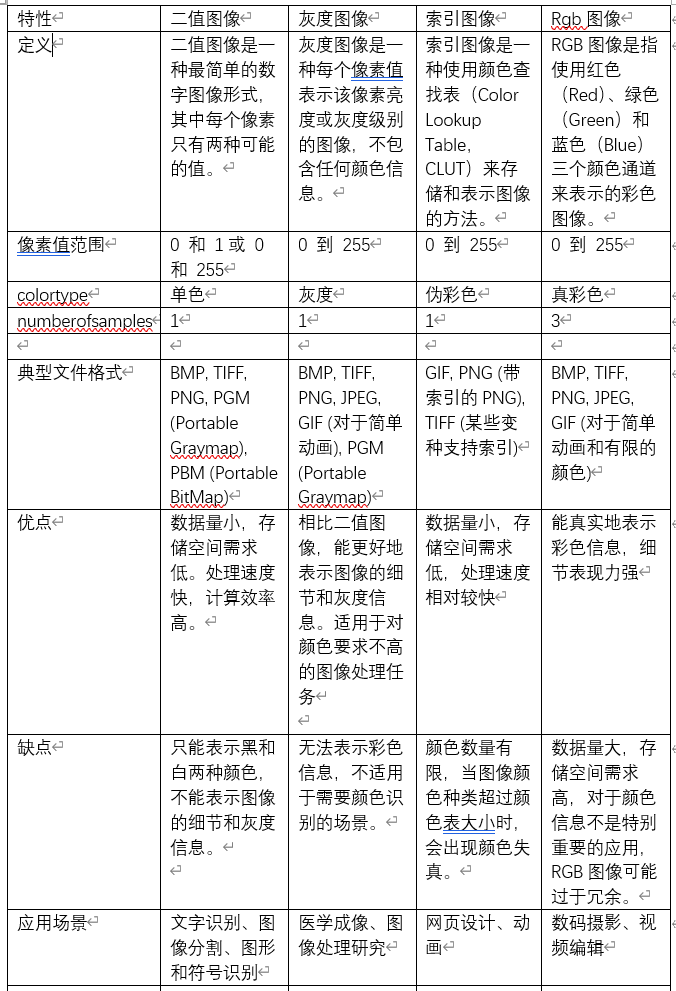 特性
二值图像
灰度图像
索引图像
Rgb 图像
定义
二值图像是一
种最简单的数
字图像形式，
其中每个像素
只有两种可能
的值。
灰度图像是一
种每个像素值
表示该像素亮
度或灰度级别
的图像，不包
含任何颜色信
息。
索引图像是一
种使用颜色查
找表（Color
Lookup
Table,
CLUT）来存
储和表示图像
的方法。
RGB 图像是指
使用红色
（Red）、绿色
（Green）和
蓝色（Blue）
三个颜色通道
来表示的彩色
图像。
像素值范围
0 和 1 或 0
和 255
0 到 255
0 到 255
0 到 255
colortype
单色
灰度
伪彩色
真彩色
numberofsamples
1
1
1
3
典型文件格式
BMP, TIFF,
PNG, PGM
(Portable
Graymap),
PBM (Portable
BitMap)
BMP, TIFF,
PNG, JPEG,
GIF (对于简单
动画), PGM
(Portable
Graymap)
GIF, PNG (带
索引的 PNG),
TIFF (某些变
种支持索引)
BMP, TIFF,
PNG, JPEG,
GIF (对于简单
动画和有限的
颜色)
优点
数据量小，存
储空间需求
低。处理速度
快，计算效率
高。
相比二值图
像，能更好地
表示图像的细
节和灰度信
息。适用于对
颜色要求不高
的图像处理任
务
数据量小，存
储空间需求
低，处理速度
相对较快
能真实地表示
彩色信息，细
节表现力强
缺点
只能表示黑和
白两种颜色，
不能表示图像
的细节和灰度
信息。
无法表示彩色
信息，不适用
于需要颜色识
别的场景。
颜色数量有
限，当图像颜
色种类超过颜
色表大小时，
会出现颜色失
真。
数据量大，存
储空间需求
高，对于颜色
信息不是特别
重要的应用，
RGB 图像可能
过于冗余。
应用场景
文字识别、图
像分割、图形
和符号识别
医学成像、图
像处理研究
网页设计、动
画
数码摄影、视
频编辑